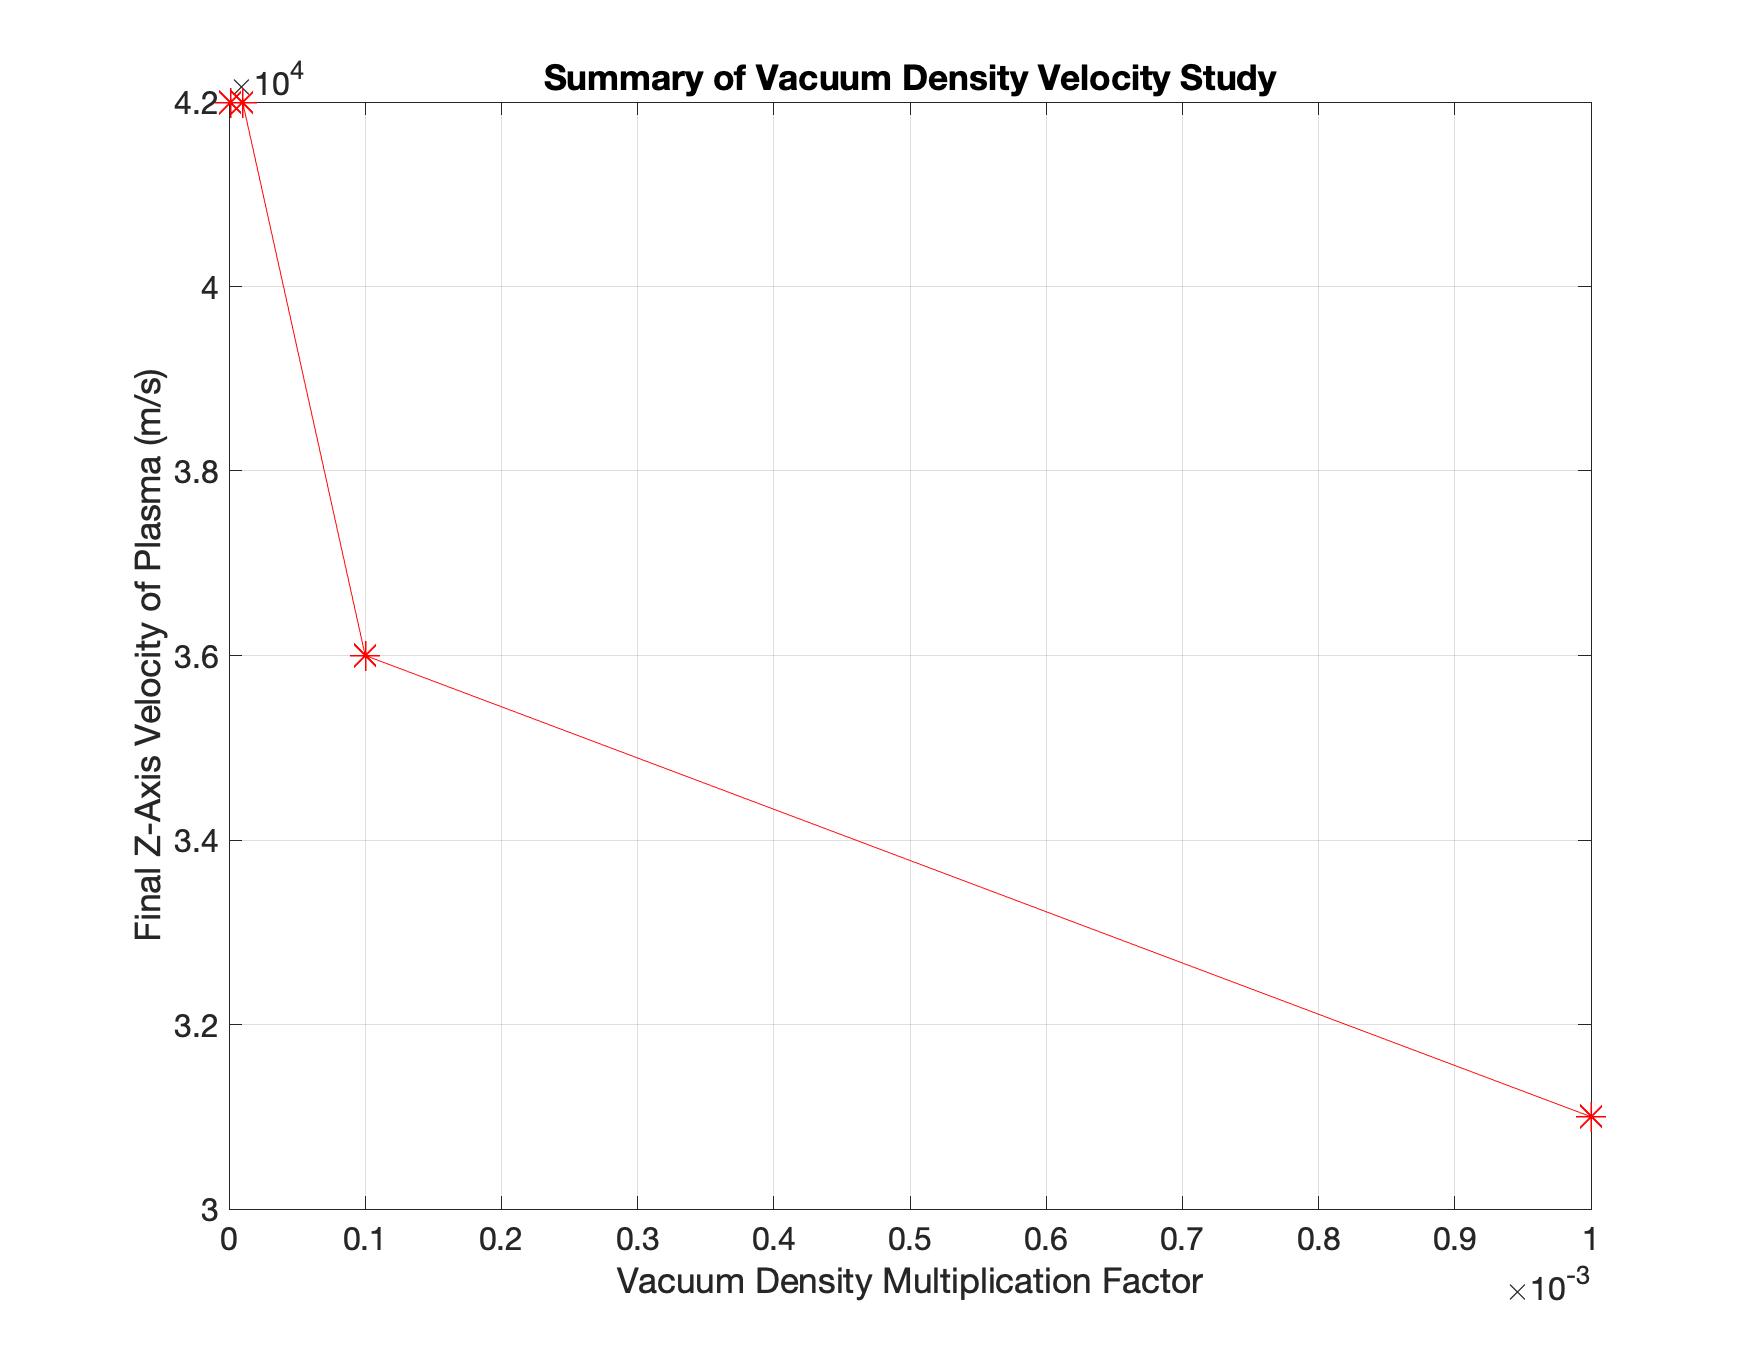 Summary of Vacuum Density Velocity Study
×10⁴
4.2
4
3.8
3.6
3.4
3.2
3
Final Z-Axis Velocity of Plasma (m/s)
0 0.1 0.2 0.3 0.4 0.5 0.6 0.7 0.8 0.9 1
Vacuum Density Multiplication Factor
×10⁻³